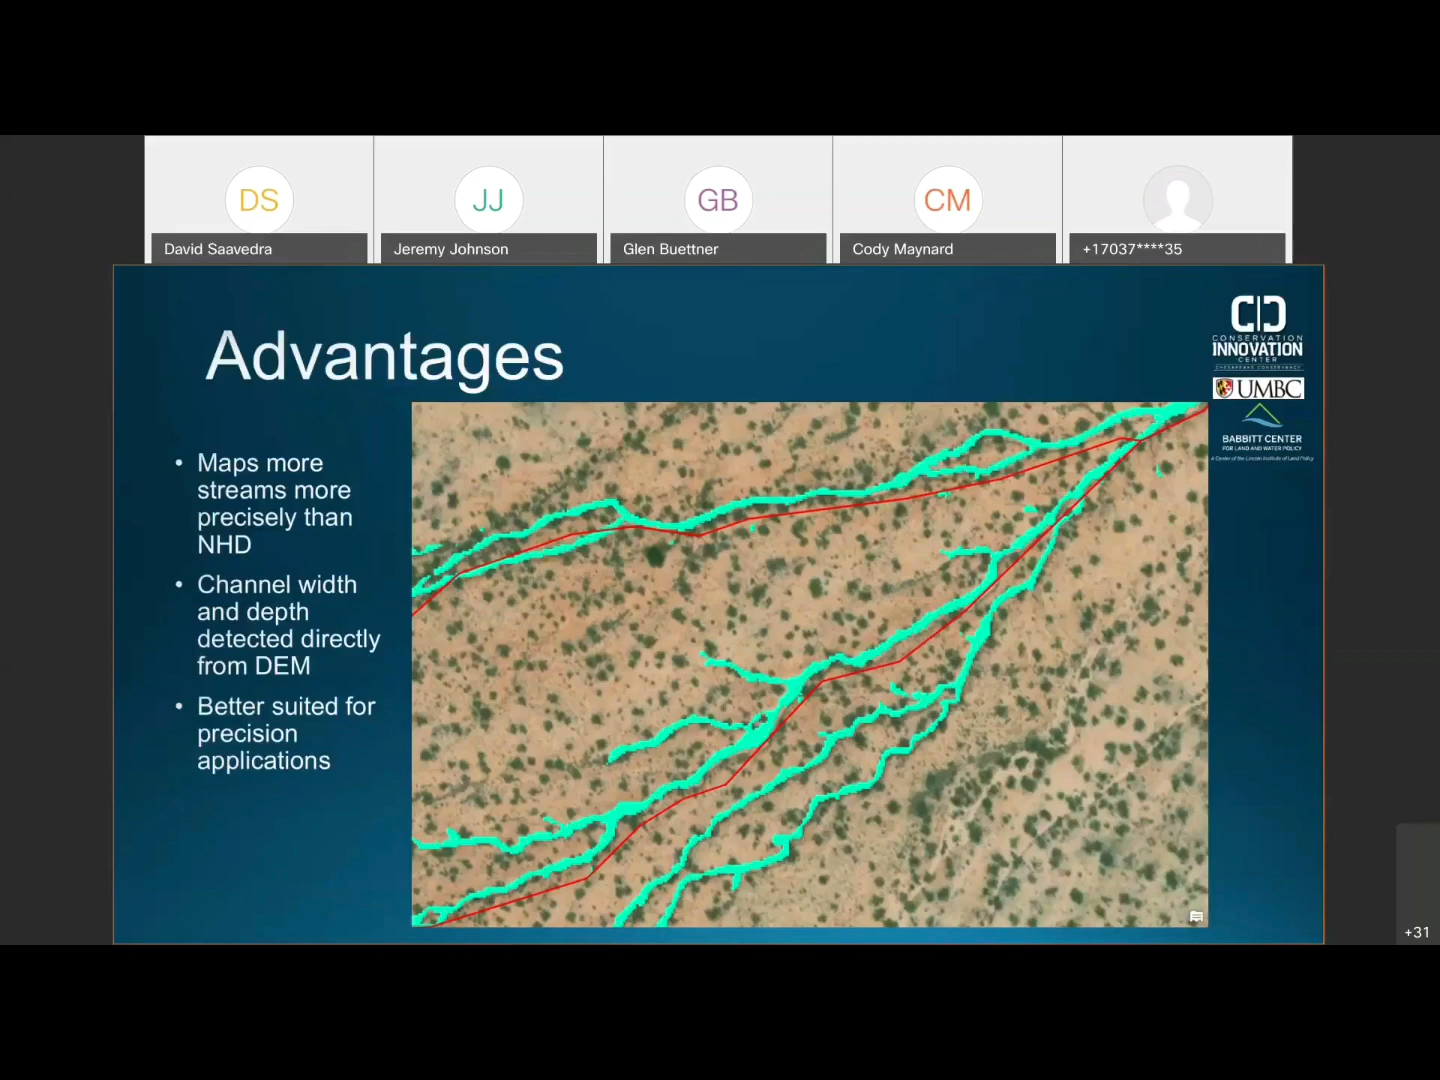 DS
JJ
GB
CM
David Saavedra
Jeremy Johnson
Glen Buettner
Cody Maynard
+17037****35
Advantages
CONSERVATION
INNOVATION
CENTER
CHESAPEAKE CONSERVANCY
UMBC
BABBITT CENTER
FOR LAND AND WATER POLICY
A Center of the Lincoln Institute of Land Policy
• Maps more
streams more
precisely than
NHD
• Channel width
and depth
detected directly
from DEM
• Better suited for
precision
applications
+31